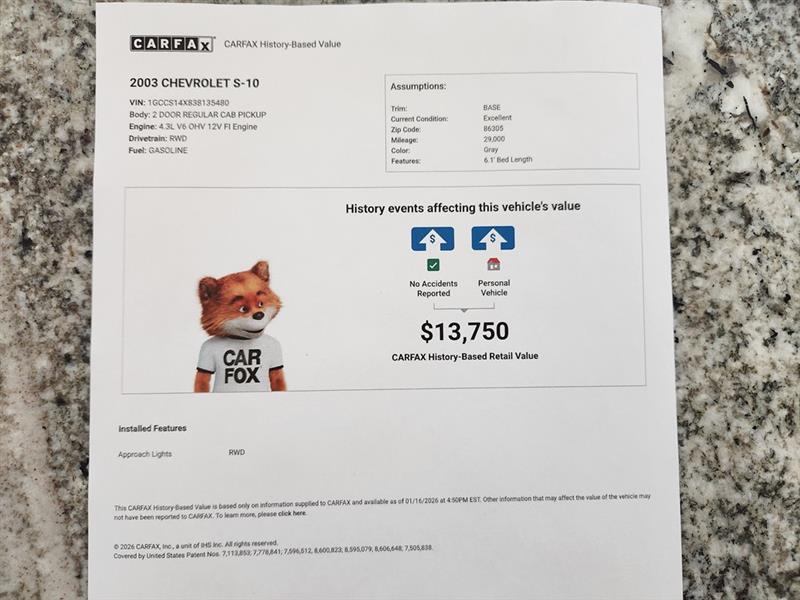 CARFAX CARFAX History-Based Value
2003 CHEVROLET S-10
VIN: 1GCCS14X838135480
Body: 2 DOOR REGULAR CAB PICKUP
Engine: 4.3L V6 OHV 12V FI Engine
Drivetrain: RWD
Fuel: GASOLINE
Assumptions:
Trim: BASE
Current Condition: Excellent
Zip Code: 86305
Mileage: 29,000
Color: Gray
Features: 6.1' Bed Length
History events affecting this vehicle's value
$ $
No Accidents Reported
Personal Vehicle
$13,750
CARFAX History-Based Retail Value
CAR
FOX
Installed Features
Approach Lights RWD
This CARFAX History-Based Value is based only on information supplied to CARFAX and available as of 01/16/2026 at 4:50PM EST. Other information that may affect the value of the vehicle may
not have been reported to CARFAX. To learn more, please click here.
© 2026 CARFAX, Inc., a unit of IHS Inc. All rights reserved.
Covered by United States Patent Nos. 7,113,853; 7,778,841; 7,596,512, 8,600,823; 8,595,079; 8,606,648; 7,505,838.